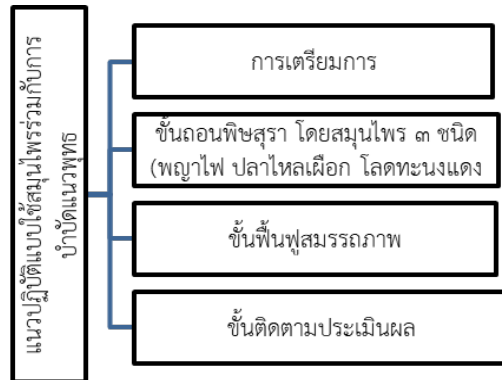 แนวปฏิบัติแบบใช้สมุนไพรร่วมกับการ
บำบัดแนวพุทธ
การเตรียมการ
ขั้นถอนพิษสุรา โดยสมุนไพร ๓ ชนิด
(พญาไฟ ปลาไหลเผือก โลดทะนงแดง
ขั้นฟื้นฟูสมรรถภาพ
ขั้นติดตามประเมินผล